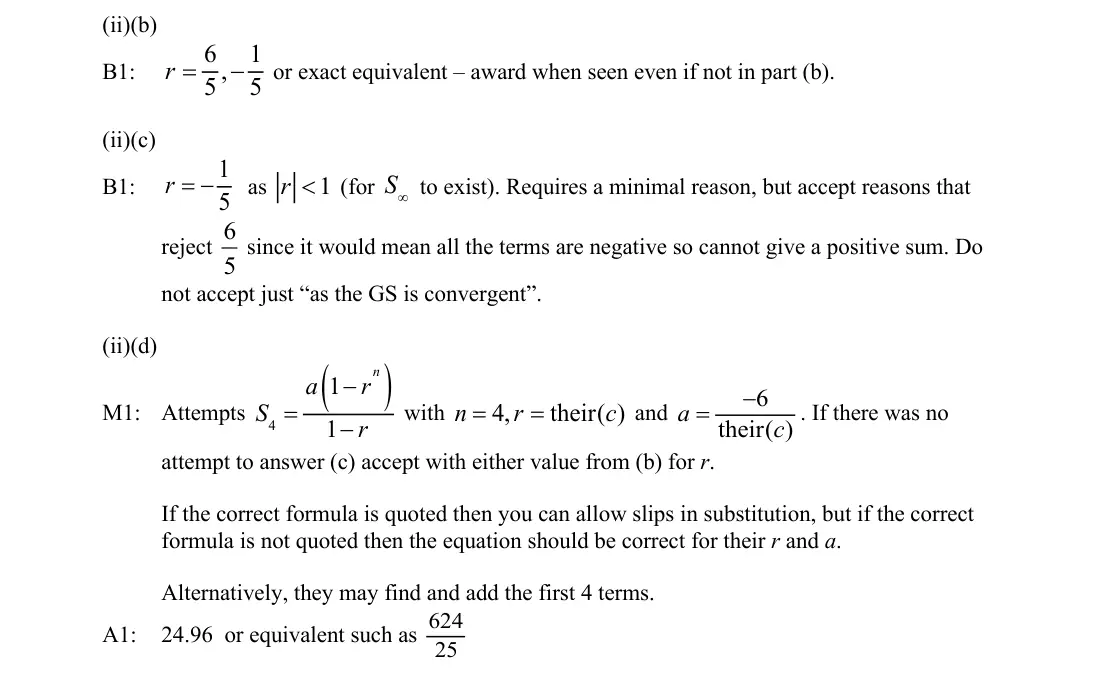 (ii)(b)
B1: r = 6/5, −1/5 or exact equivalent – award when seen even if not in part (b).
(ii)(c)
B1: r = −1/5 as |r| < 1 (for S∞ to exist). Requires a minimal reason, but accept reasons that
reject 6/5 since it would mean all the terms are negative so cannot give a positive sum. Do
not accept just “as the GS is convergent”.
(ii)(d)
M1: Attempts S₄ = a(1 − rⁿ)/(1 − r) with n = 4, r = their(c) and a = −6/their(c). If there was no
attempt to answer (c) accept with either value from (b) for r.
If the correct formula is quoted then you can allow slips in substitution, but if the correct
formula is not quoted then the equation should be correct for their r and a.
Alternatively, they may find and add the first 4 terms.
A1: 24.96 or equivalent such as 624/25